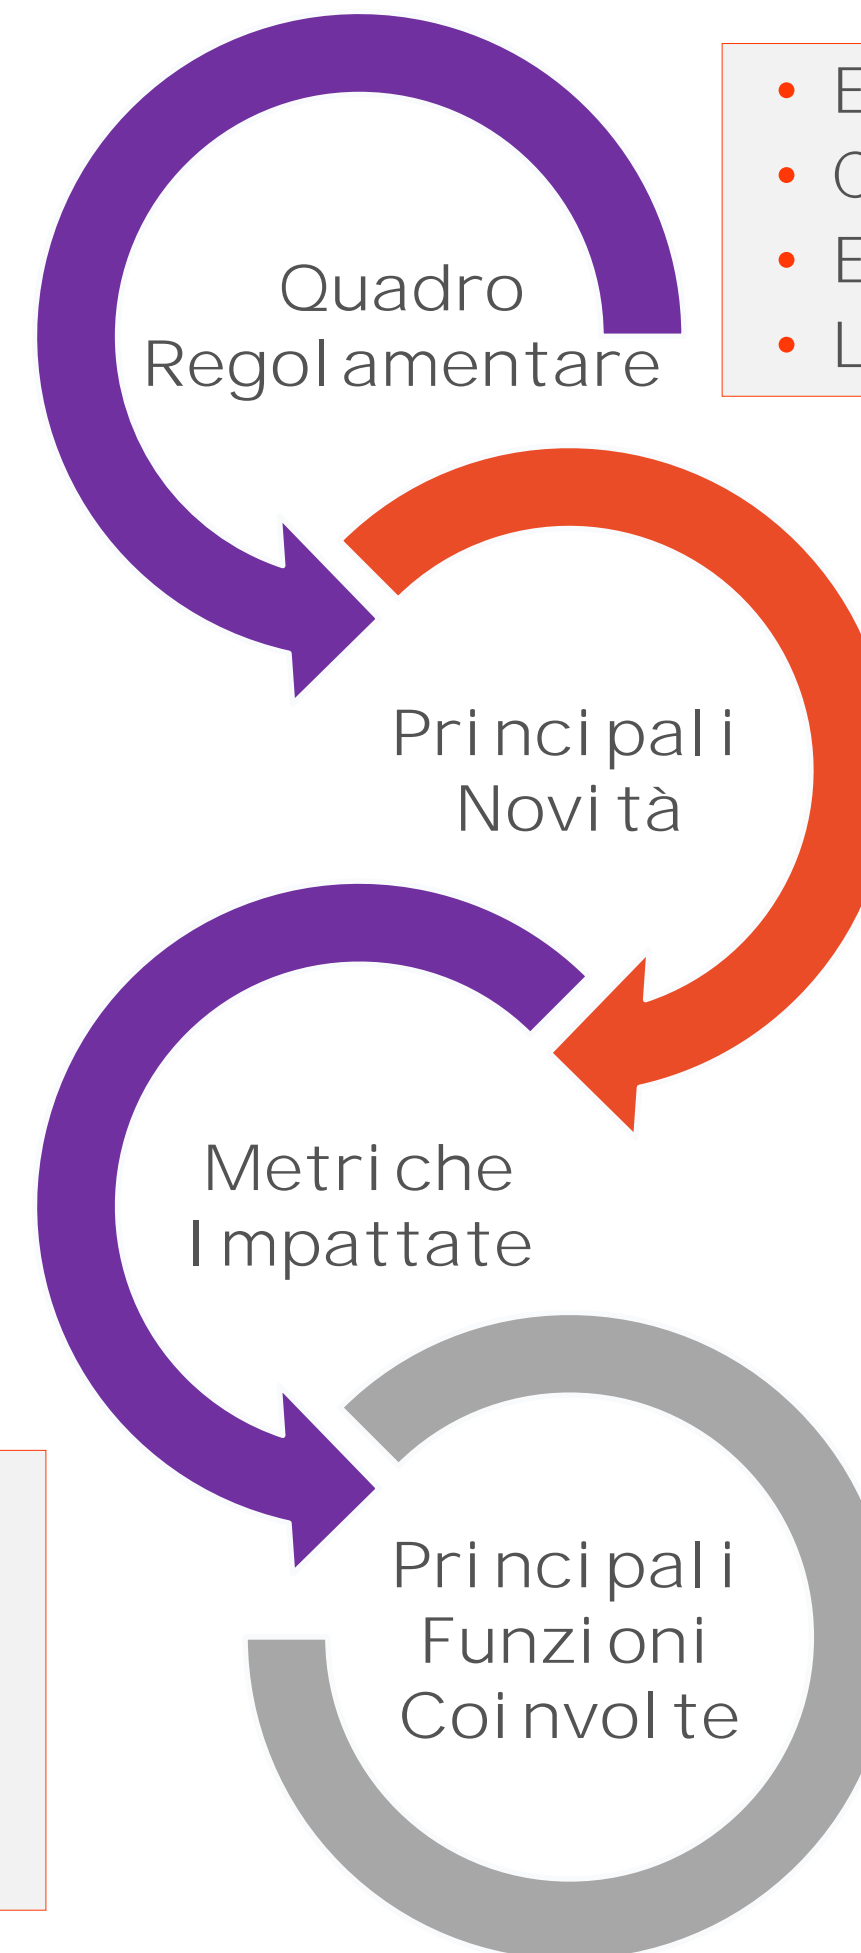 Quadro
Regolamentare
• E
• C
• E
• L
Principali
Novità
Metriche
Impattate
Principali
Funzioni
Coinvolte